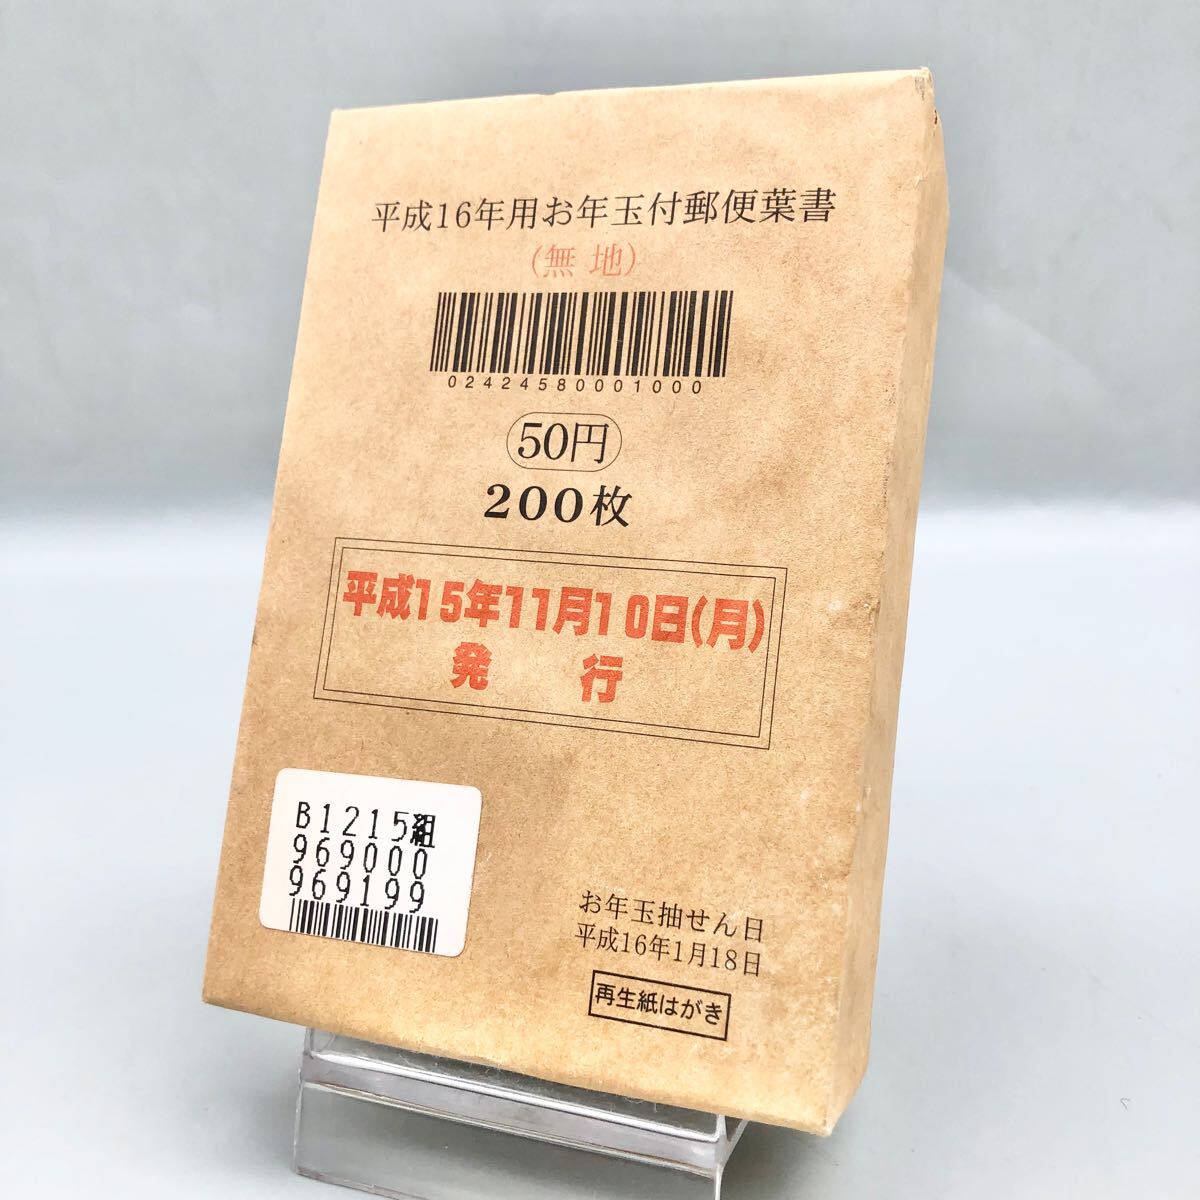 平成16年用お年玉付郵便葉書
(無地)
02424580001000
50円
200枚
平成15年11月10日(月)
発行
B1215組
969000
969199
お年玉抽せん日
平成16年1月18日
再生紙はがき